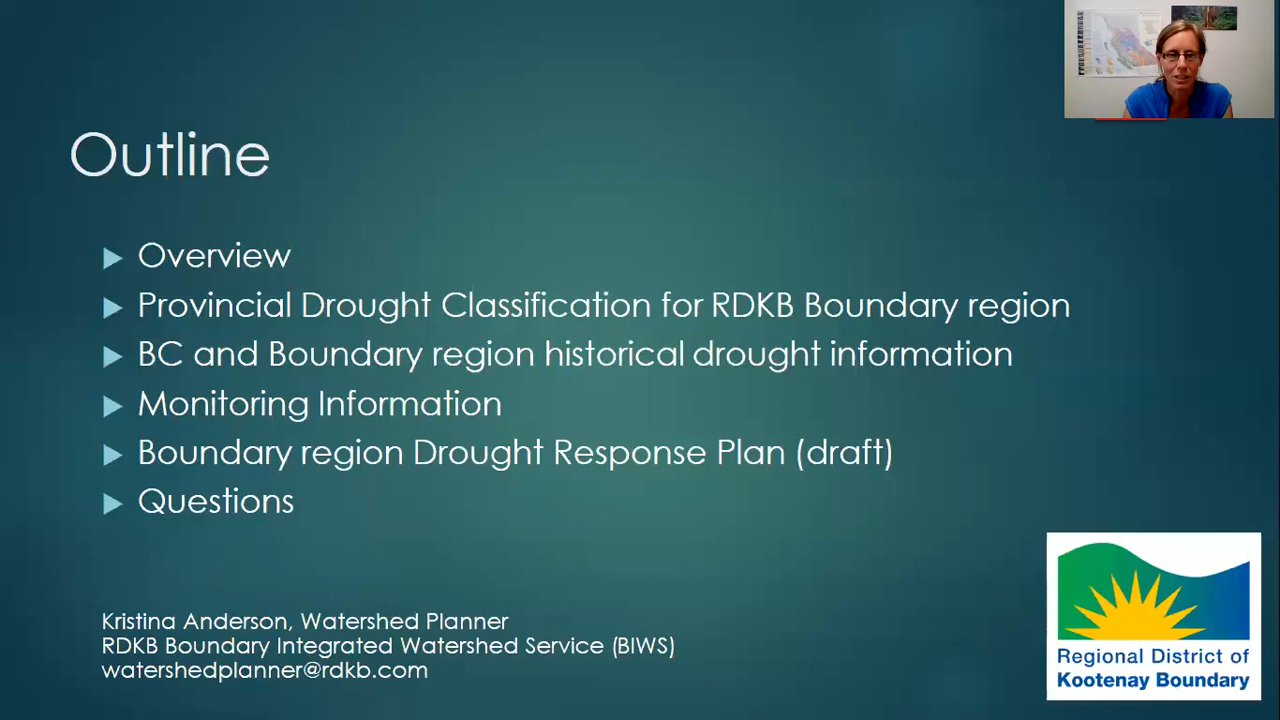 Outline
Overview
Provincial Drought Classification for RDKB Boundary region
BC and Boundary region historical drought information
Monitoring Information
Boundary region Drought Response Plan (draft)
Questions
Kristina Anderson, Watershed Planner
RDKB Boundary Integrated Watershed Service (BIWS)
watershedplanner@rdkb.com
Regional District of
Kootenay Boundary